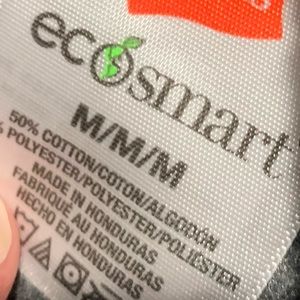 ecosmart
M/M/M
50% COTTON/COTON/ALGODÓN
% POLYESTER/POLYESTER/POLIÉSTER
MADE IN HONDURAS
FABRIQUÉ AU HONDURAS
HECHO EN HONDURAS